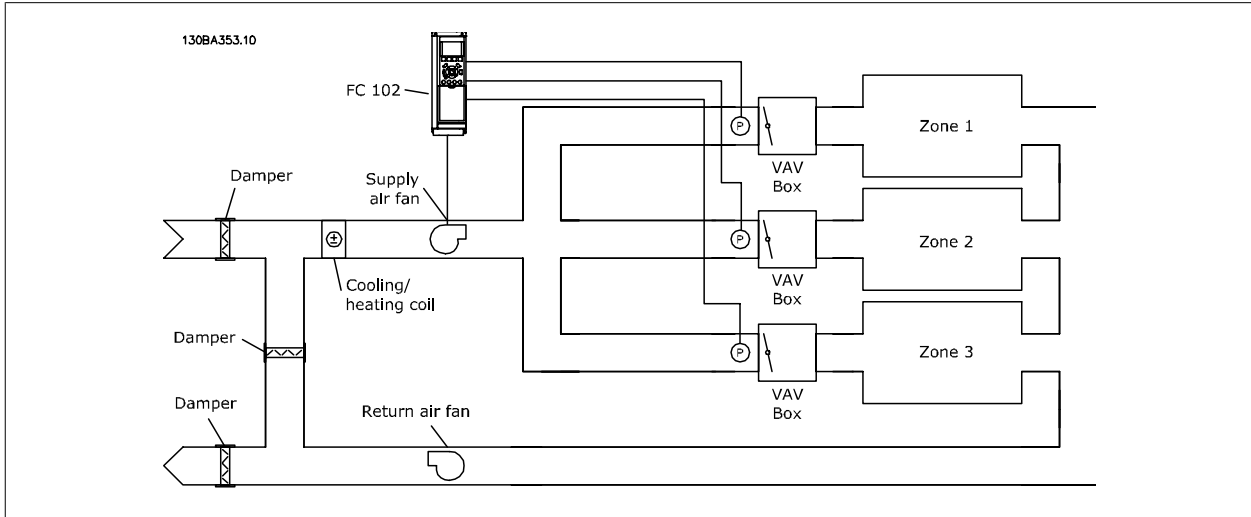 130BA353.10
FC 102
Damper
Supply
air fan
Cooling/
heating coil
Damper
Damper
Return air fan
P
VAV
Box
Zone 1
P
VAV
Box
Zone 2
P
VAV
Box
Zone 3